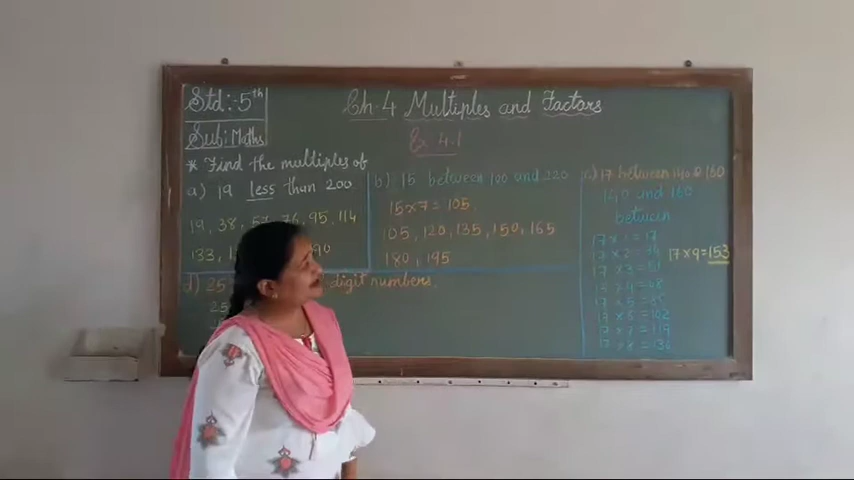 Std:-5th
Sub:Maths
Ch-4 Multiples and Factors
Ex 4.1
* Find the multiples of
a) 19 less than 200
19, 38, 57, 76, 95, 114
133,
b) 15 between 100 and 220
15x7=105
105, 120, 135, 150, 165
180, 195
c) 17 between 140 & 160
140 and 160
between
17 x 1 = 17
17 x 2 = 34
17 x 3 = 51
17 x 4 = 68
17 x 5 = 85
17 x 6 = 102
17 x 7 = 119
17 x 8 = 136
17 x 9 = 153
d) 25 digit numbers.
25